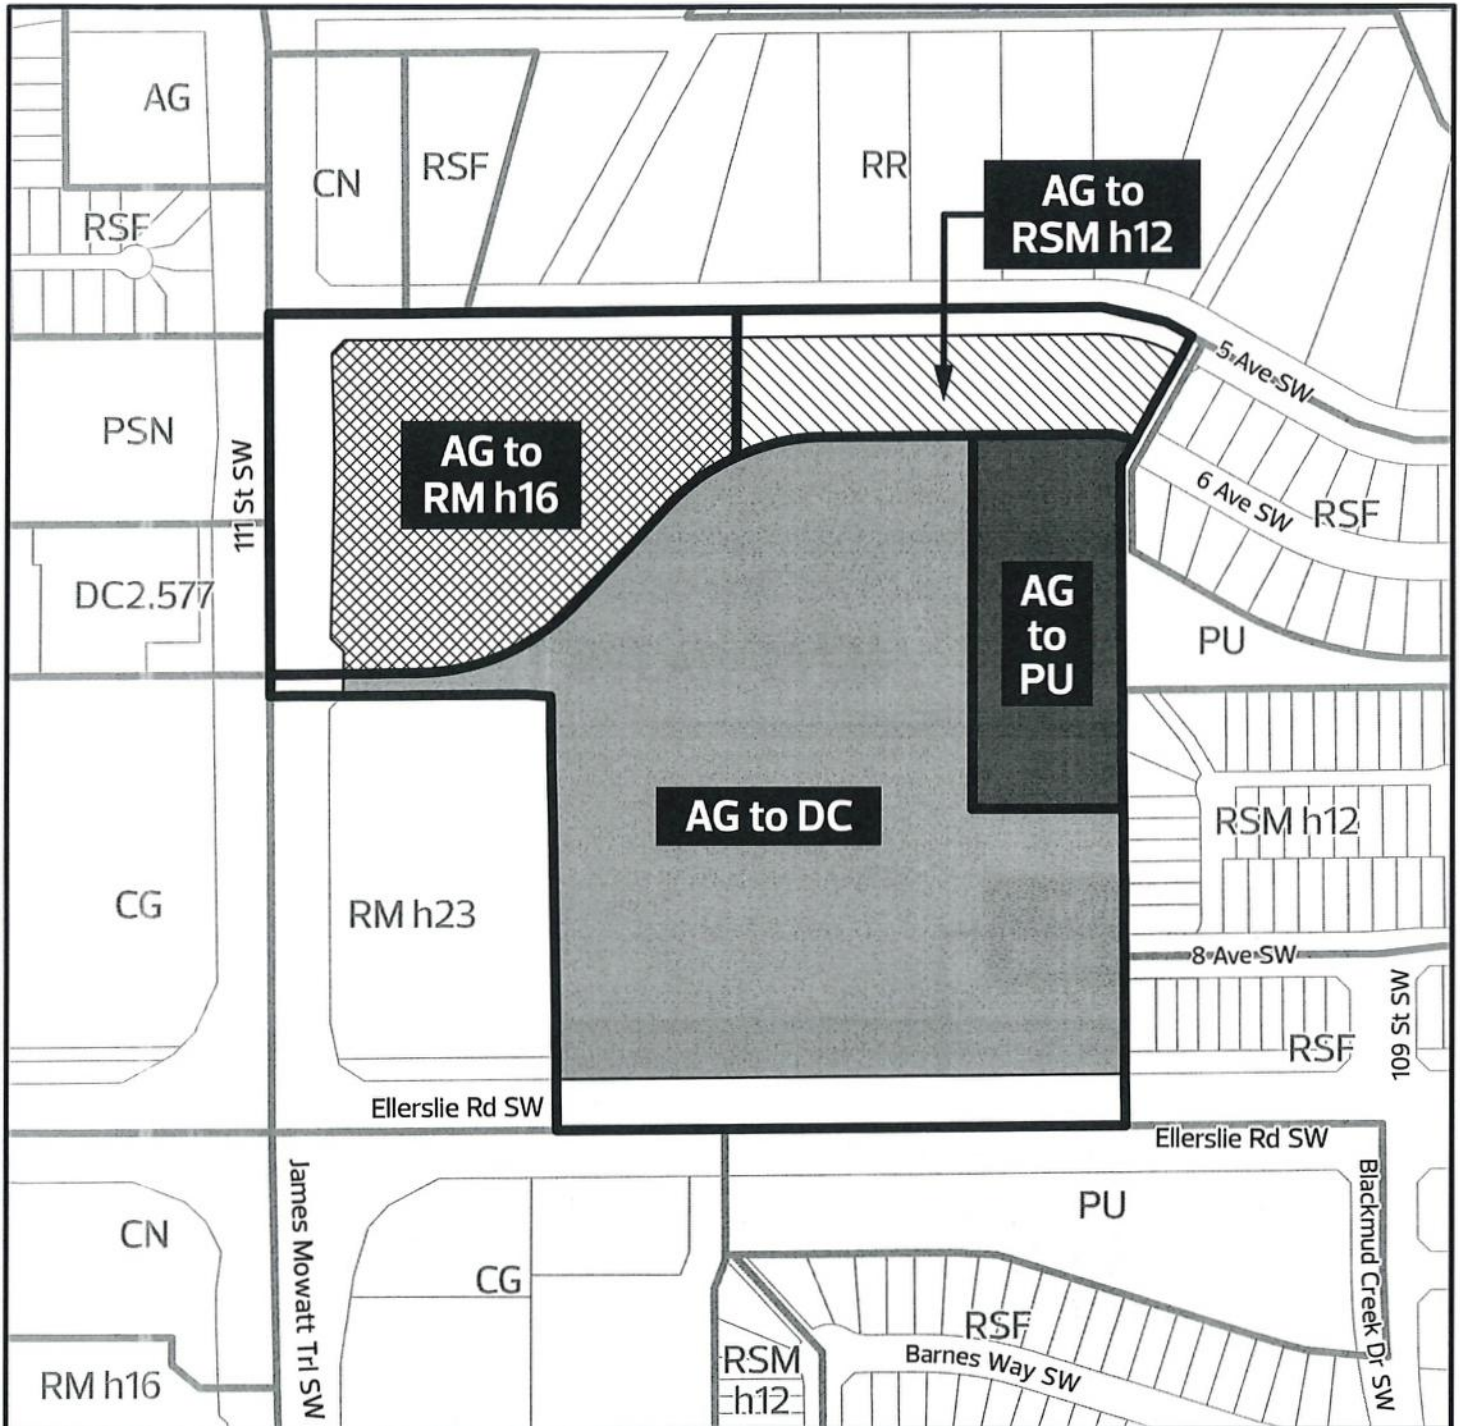 AG
CN
RSF
RR
AG to
RSM h12
RSF
5 Ave SW
PSN
111 St SW
AG to
RM h16
6 Ave SW
RSF
DC2.577
AG
to
PU
PU
AG to DC
RSM h12
CG
RM h23
8 Ave SW
109 St SW
RSF
Ellerslie Rd SW
Ellerslie Rd SW
James Mowatt Trl SW
Blackmud Creek Dr SW
PU
CN
CG
RSF
Barnes Way SW
RSM
h12
RM h16